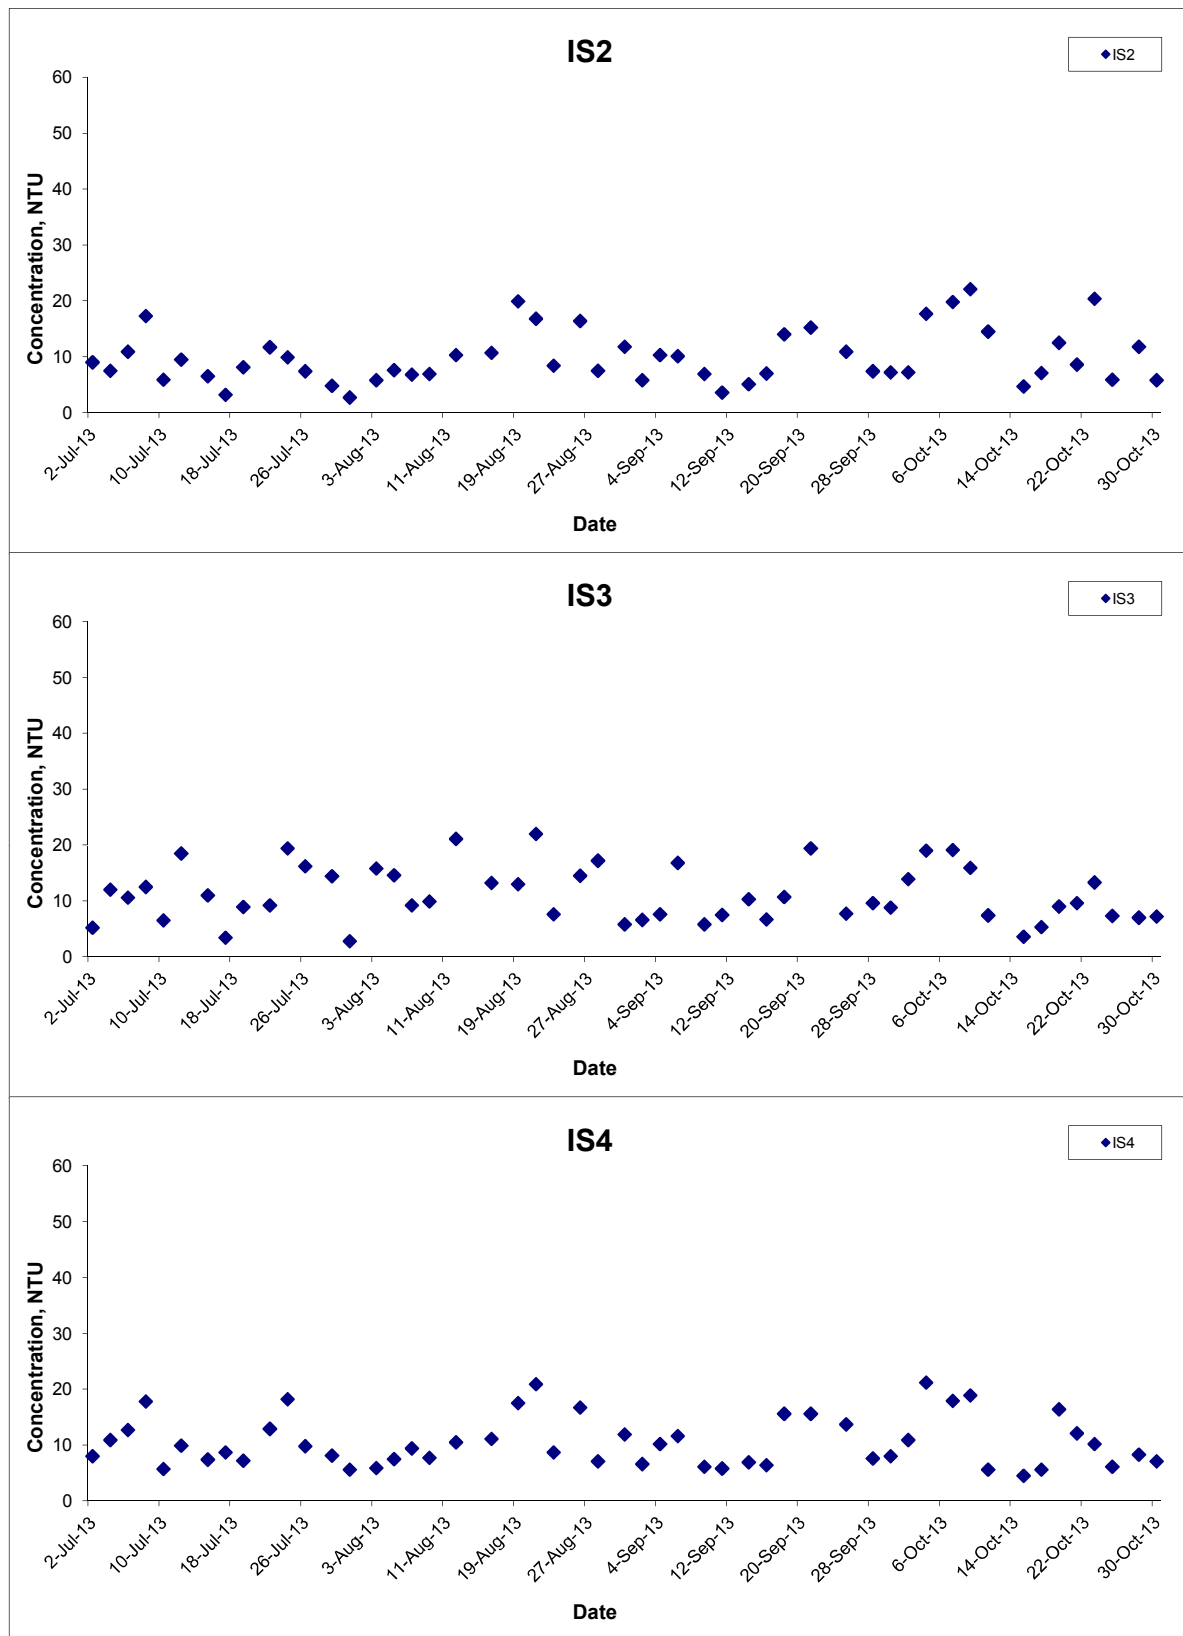 IS2
IS2
60
50
40
30
20
10
0
Concentration, NTU
2-Jul-13
10-Jul-13
18-Jul-13
26-Jul-13
3-Aug-13
11-Aug-13
19-Aug-13
27-Aug-13
4-Sep-13
12-Sep-13
20-Sep-13
28-Sep-13
6-Oct-13
14-Oct-13
22-Oct-13
30-Oct-13
Date
IS3
IS3
60
50
40
30
20
10
0
Concentration, NTU
2-Jul-13
10-Jul-13
18-Jul-13
26-Jul-13
3-Aug-13
11-Aug-13
19-Aug-13
27-Aug-13
4-Sep-13
12-Sep-13
20-Sep-13
28-Sep-13
6-Oct-13
14-Oct-13
22-Oct-13
30-Oct-13
Date
IS4
IS4
60
50
40
30
20
10
0
Concentration, NTU
2-Jul-13
10-Jul-13
18-Jul-13
26-Jul-13
3-Aug-13
11-Aug-13
19-Aug-13
27-Aug-13
4-Sep-13
12-Sep-13
20-Sep-13
28-Sep-13
6-Oct-13
14-Oct-13
22-Oct-13
30-Oct-13
Date